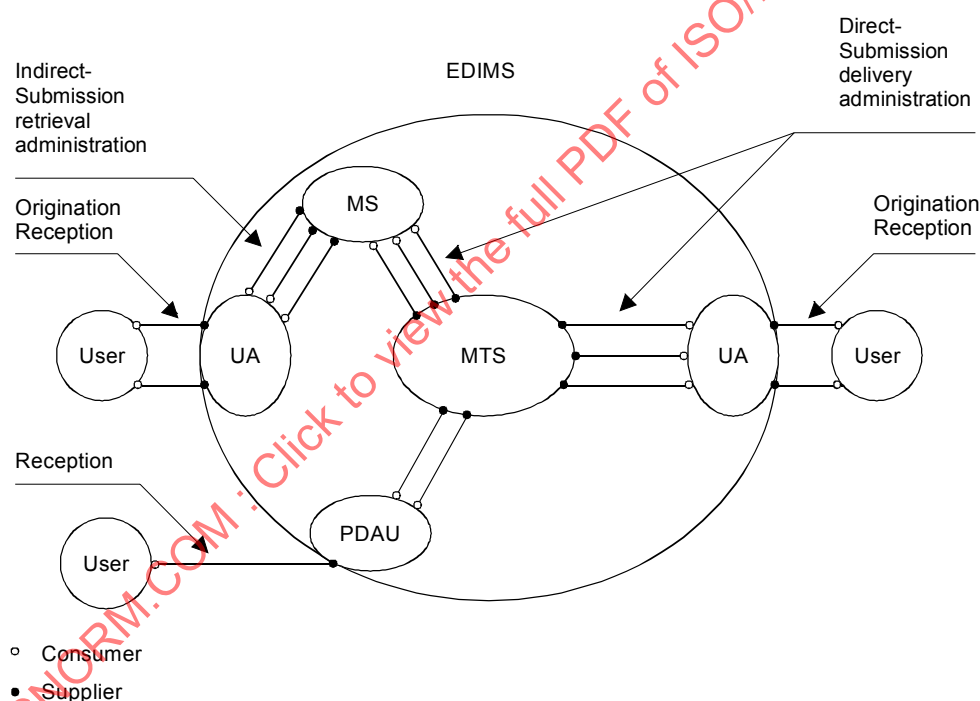 Direct-
Submission
delivery
administration
EDIMS
Indirect-
Submission
retrieval
administration
MS
Origination
Reception
Origination
Reception
User
UA
MTS
UA
User
Reception
PDAU
User
Consumer
Supplier
NORM.COM : Click to view the full PDF of ISO/